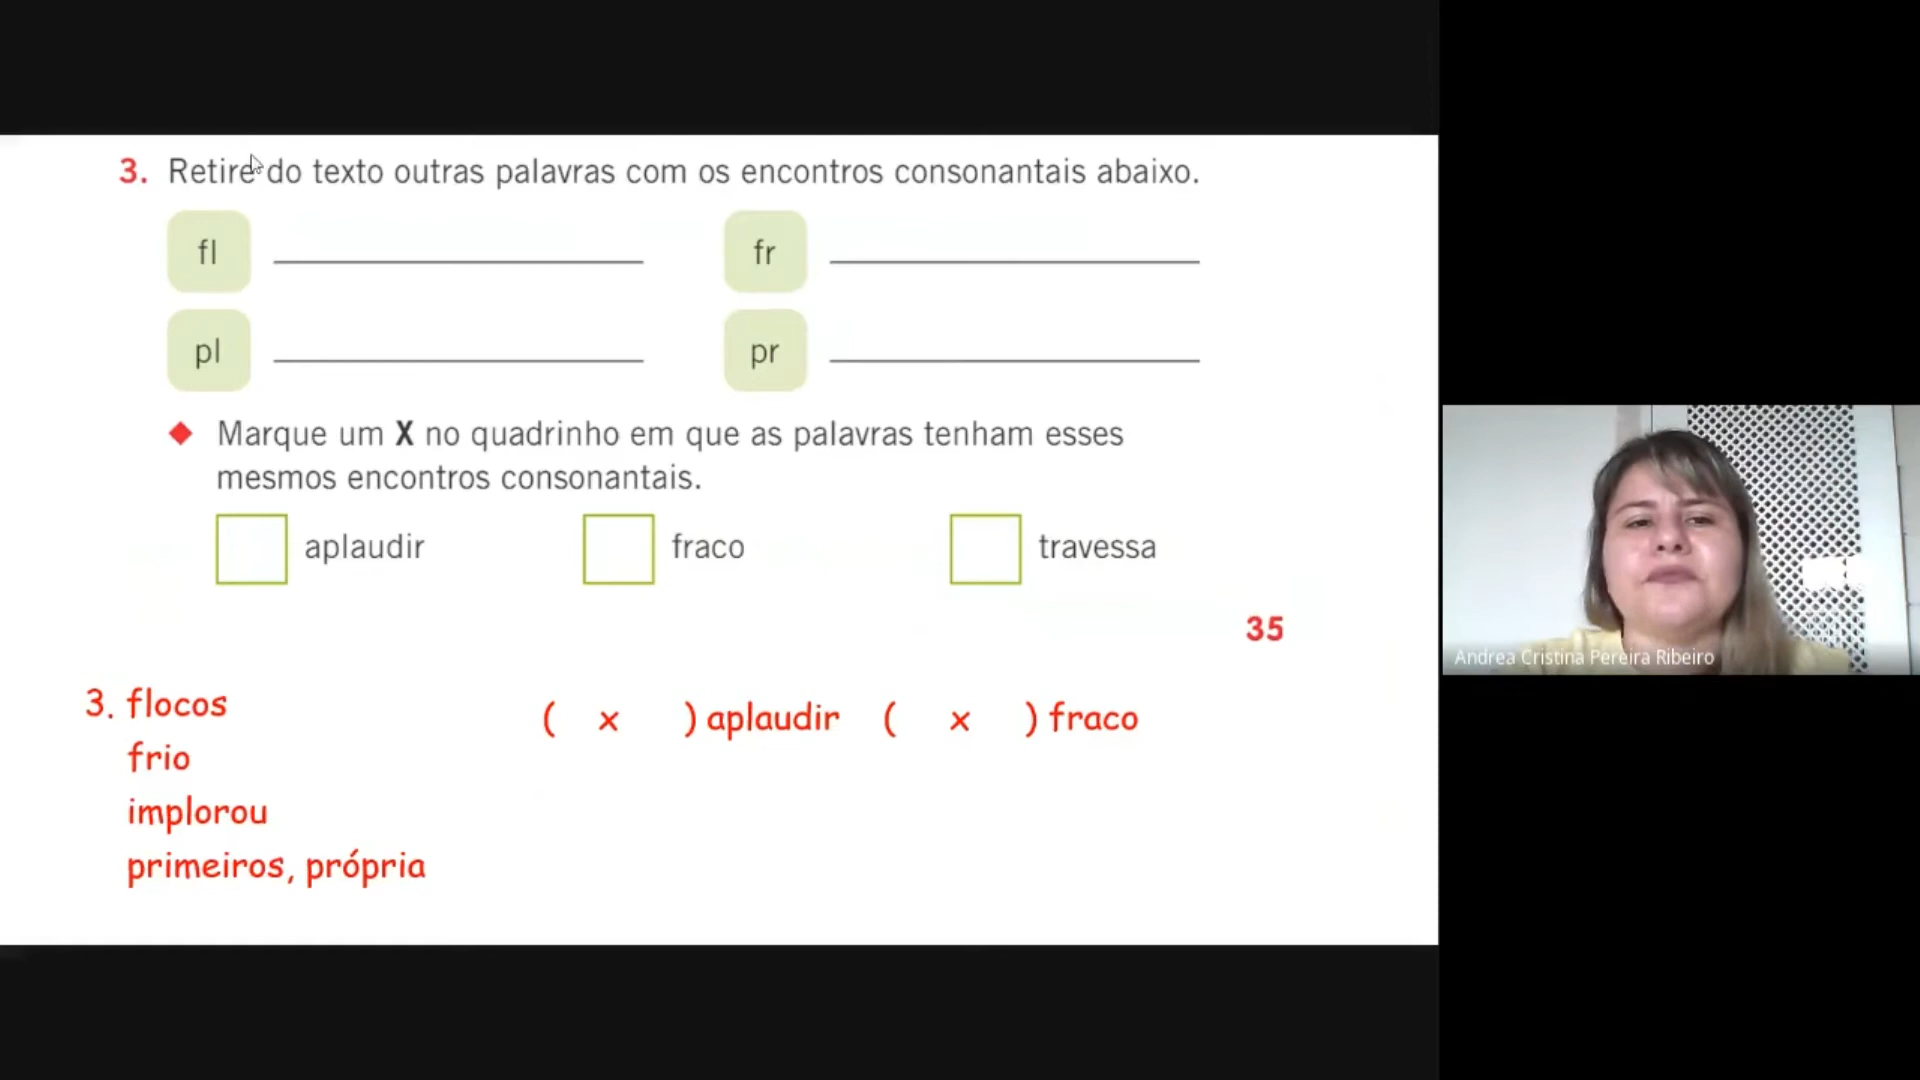 3. Retire do texto outras palavras com os encontros consonantais abaixo.
fl
fr
pl
pr
Marque um X no quadrinho em que as palavras tenham esses
mesmos encontros consonantais.
aplaudir
fraco
travessa
35
3. flocos
( x ) aplaudir ( x ) fraco
frio
implorou
primeiros, própria
Andrea Cristina Pereira Ribeiro